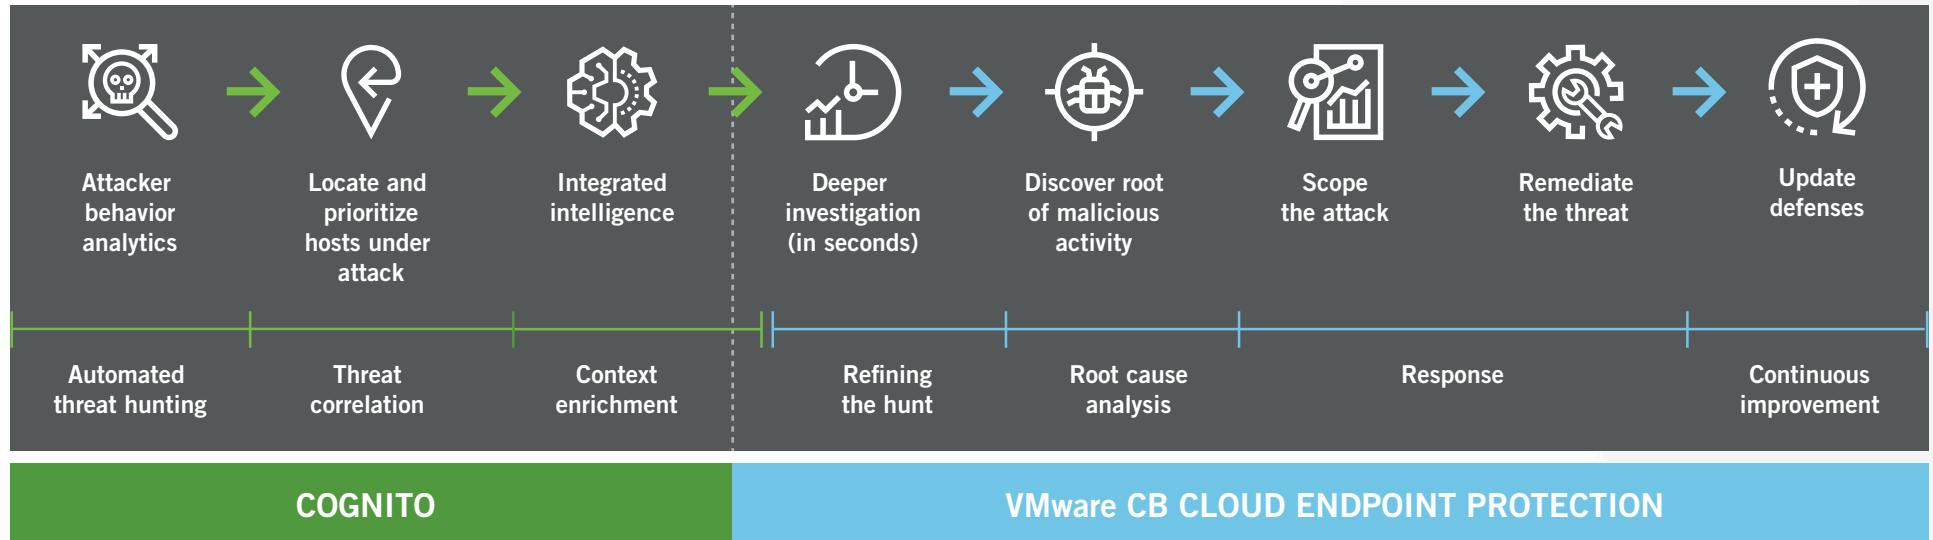 Attacker
behavior
analytics
Locate and
prioritize
hosts under
attack
Integrated
intelligence
Deeper
investigation
(in seconds)
Discover root
of malicious
activity
Scope
the attack
Remediate
the threat
Update
defenses
Automated
threat hunting
Threat
correlation
Context
enrichment
Refining
the hunt
Root cause
analysis
Response
Continuous
improvement
COGNITO
VMware CB CLOUD ENDPOINT PROTECTION